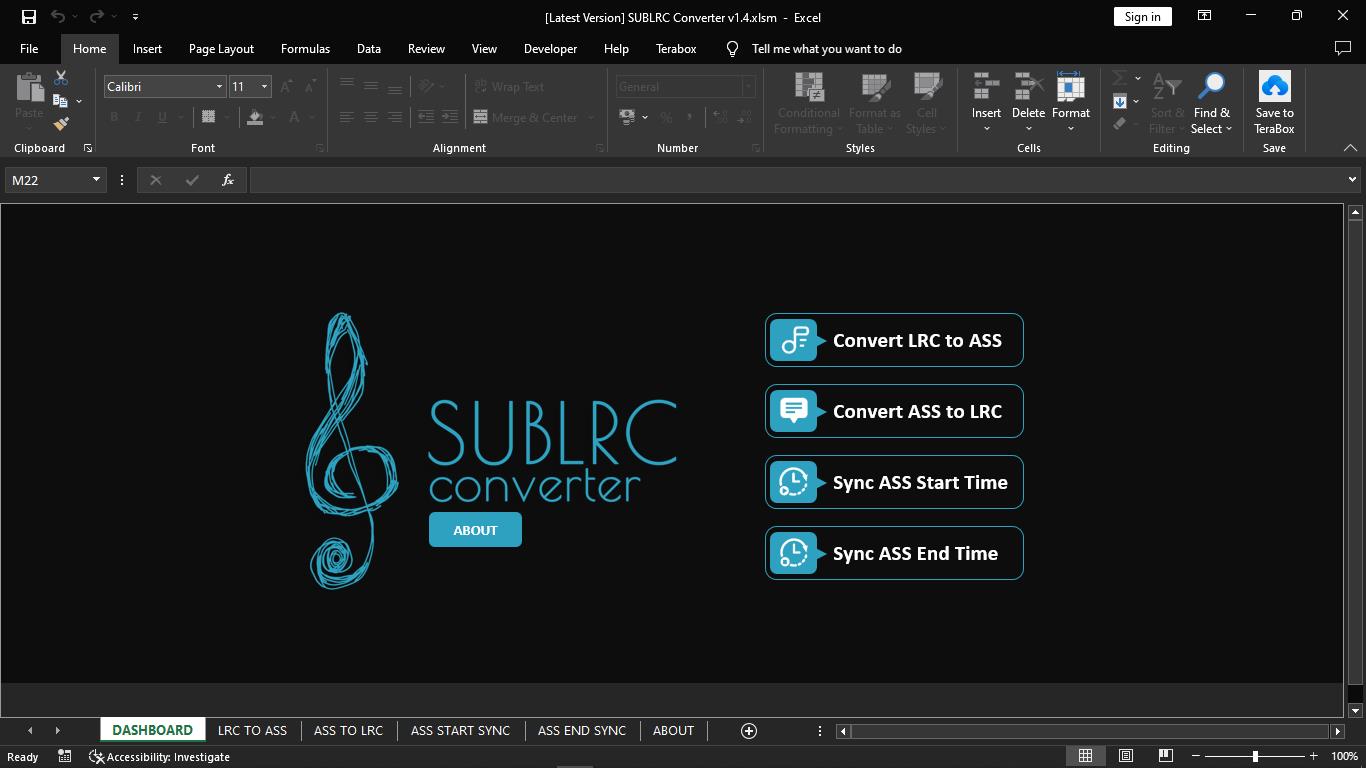 [Latest Version] SUBLRC Converter v1.4.xlsm - Excel
Sign in
File Home Insert Page Layout Formulas Data Review View Developer Help Terabox Tell me what you want to do
Paste
Calibri 11
B I U A
Wrap Text
Merge & Center
General
%
Conditional Formatting
Format as Table
Cell Styles
Insert Delete Format
Sort & Filter
Find & Select
Save to TeraBox
Clipboard Font Alignment Number Styles Cells Editing Save
M22 fx
SUBLRC
converter
ABOUT
Convert LRC to ASS
Convert ASS to LRC
Sync ASS Start Time
Sync ASS End Time
DASHBOARD LRC TO ASS ASS TO LRC ASS START SYNC ASS END SYNC ABOUT
Ready Accessibility: Investigate 100%